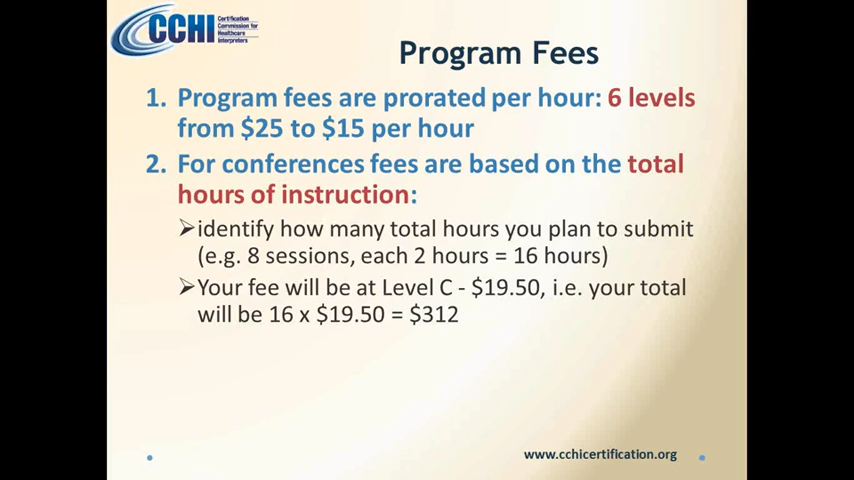 CCHI
Certification
Commission for
Healthcare
Interpreters
Program Fees
1. Program fees are prorated per hour: 6 levels
from $25 to $15 per hour
2. For conferences fees are based on the total
hours of instruction:
➢identify how many total hours you plan to submit
(e.g. 8 sessions, each 2 hours = 16 hours)
➢Your fee will be at Level C - $19.50, i.e. your total
will be 16 x $19.50 = $312
www.cchicertification.org